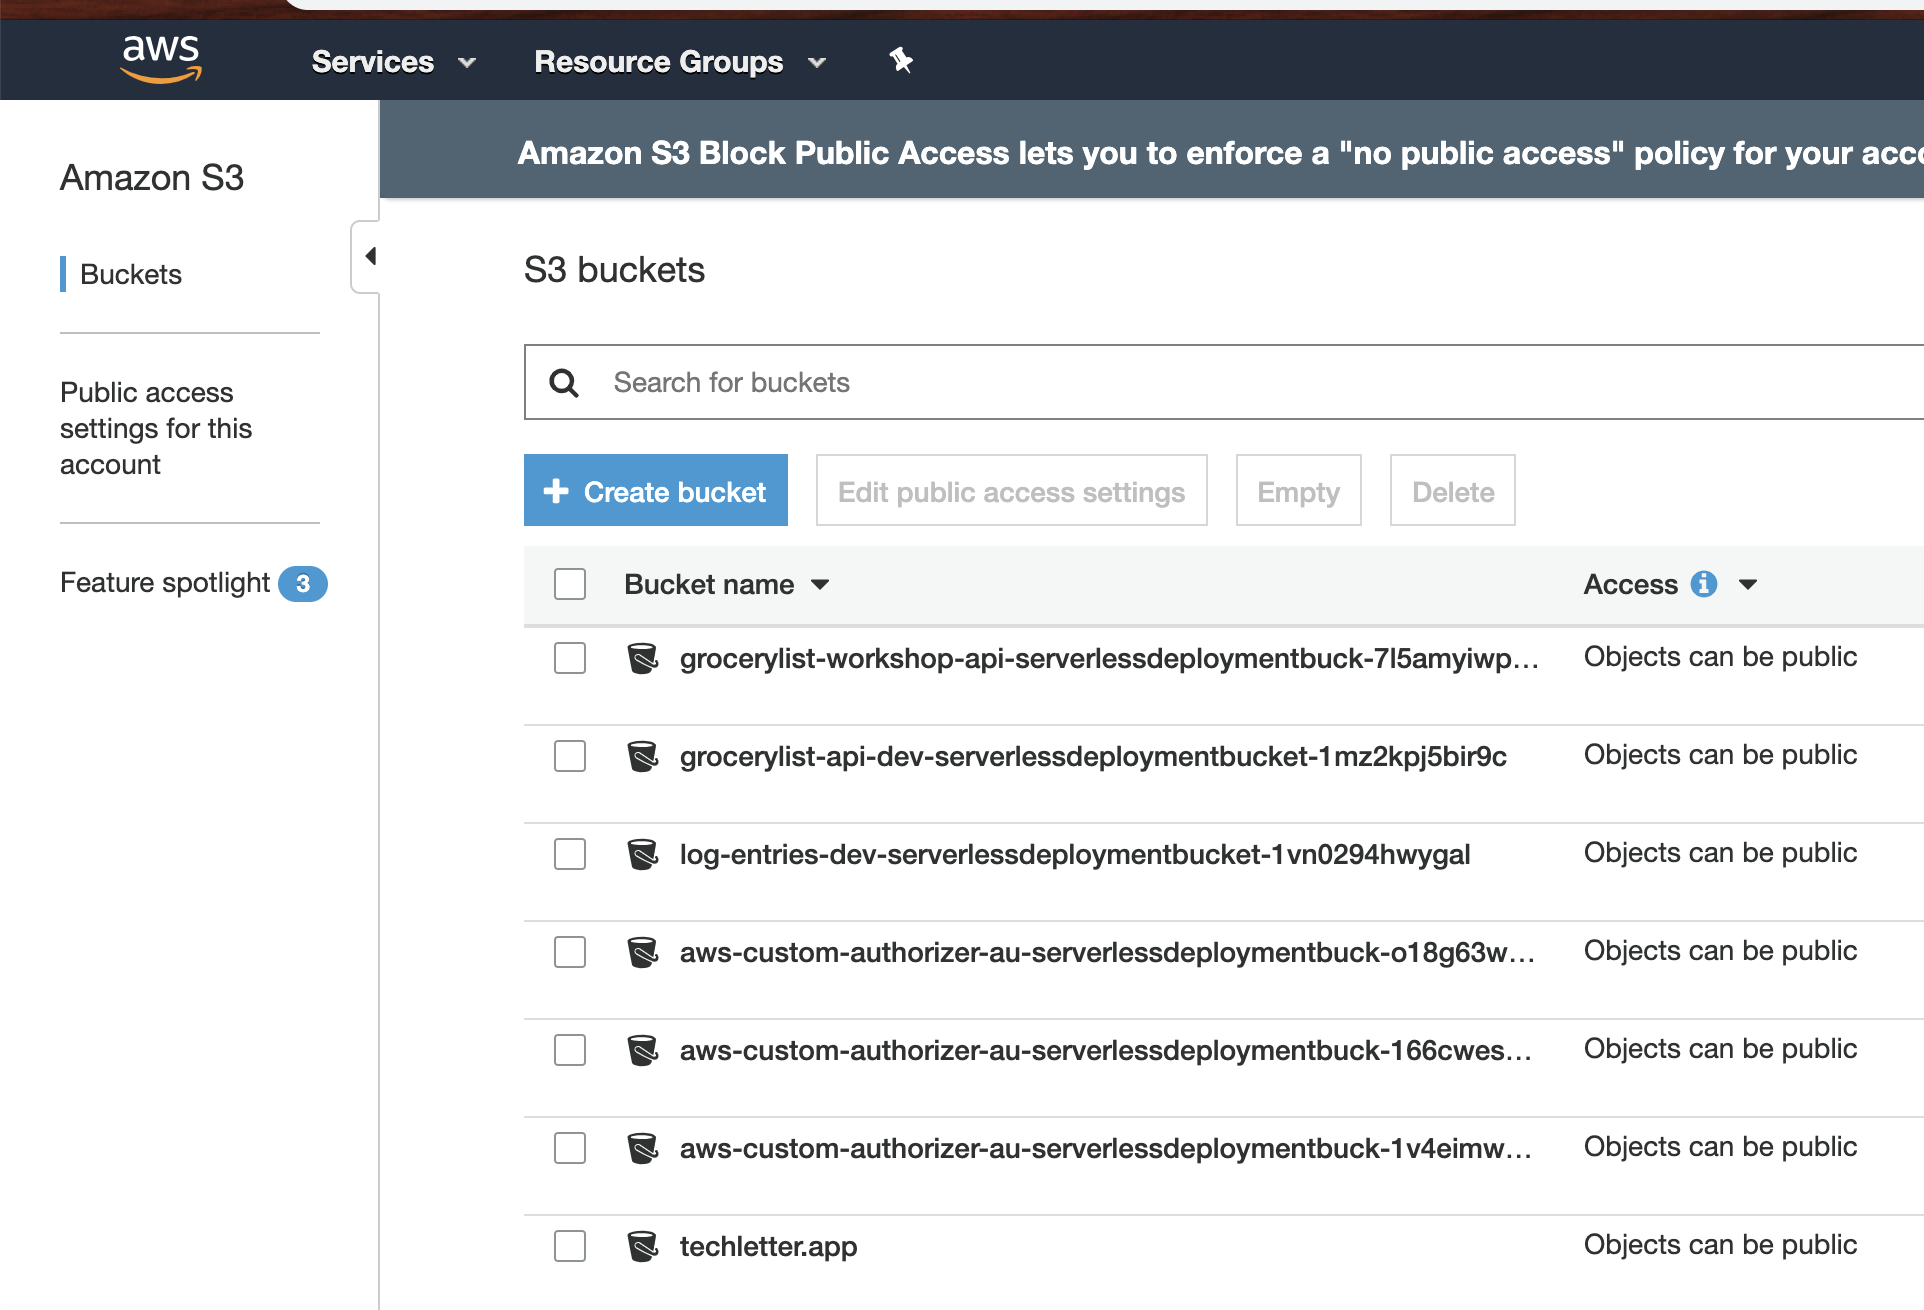 aws
Services
Resource Groups
Amazon S3
Buckets
Public access
settings for this
account
Feature spotlight 3
Amazon S3 Block Public Access lets you to enforce a "no public access" policy for your acco
S3 buckets
Search for buckets
Create bucket
Edit public access settings
Empty
Delete
Bucket name
Access
grocerylist-workshop-api-serverlessdeploymentbuck-7l5amyiwp...
Objects can be public
grocerylist-api-dev-serverlessdeploymentbucket-1mz2kpj5bir9c
Objects can be public
log-entries-dev-serverlessdeploymentbucket-1vn0294hwygal
Objects can be public
aws-custom-authorizer-au-serverlessdeploymentbuck-o18g63w...
Objects can be public
aws-custom-authorizer-au-serverlessdeploymentbuck-166cwes...
Objects can be public
aws-custom-authorizer-au-serverlessdeploymentbuck-1v4eimw...
Objects can be public
techletter.app
Objects can be public